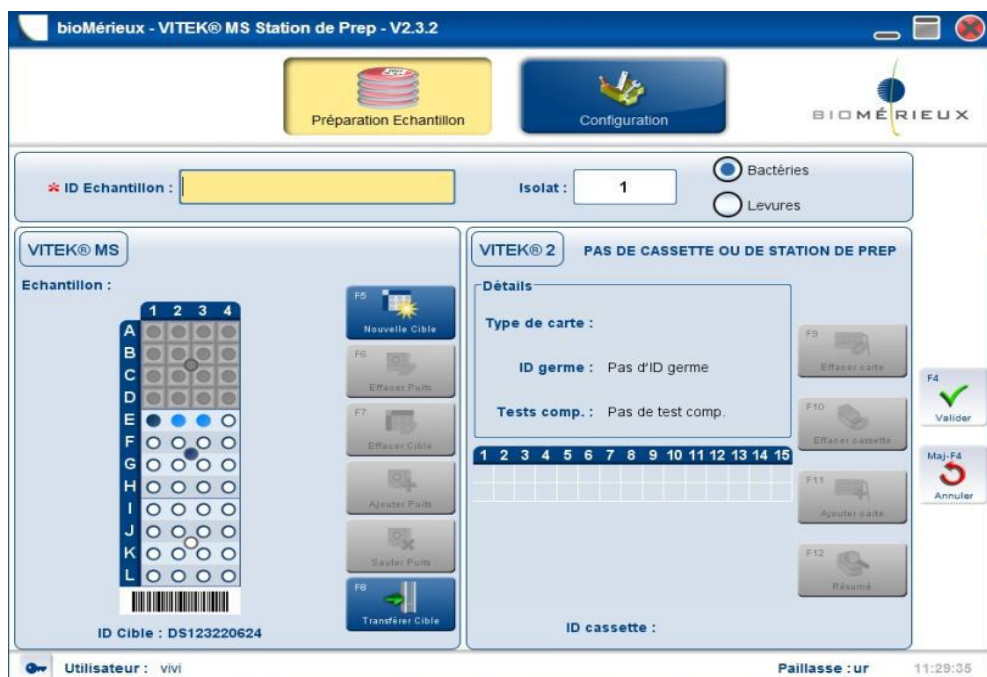 bioMérieux - VITEK® MS Station de Prep - V2.3.2
Préparation Echantillon
Configuration
BIOMÉRIEUX
* ID Echantillon :
Isolat : 1
Bactéries
Levures
VITEK® MS
Echantillon :
1 2 3 4
A
B
C
D
E
F
G
H
I
J
K
L
ID Cible : DS123220624
F5
Nouvelle Cible
F6
Effacer Puits
F7
Effacer Cible
Ajouter Puits
Sauter Puits
F8
Transférer Cible
VITEK® 2
PAS DE CASSETTE OU DE STATION DE PREP
Détails
Type de carte :
ID germe : Pas d'ID germe
Tests comp. : Pas de test comp.
1 2 3 4 5 6 7 8 9 10 11 12 13 14 15
ID cassette :
F9
Effacer carte
F10
Effacer cassette
F11
Ajouter carte
F12
Résumé
F4
Valider
Maj-F4
Annuler
Utilisateur : vivi
Paillasse : ur
11:29:35